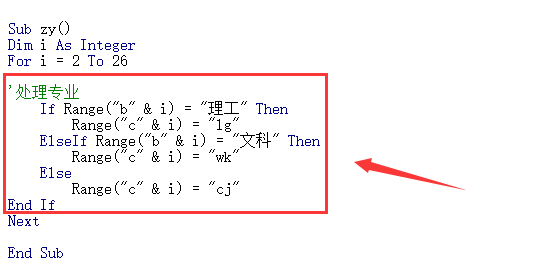 Sub zy()
Dim i As Integer
For i = 2 To 26
'处理专业
If Range("b" & i) = "理工" Then
Range("c" & i) = "lg"
ElseIf Range("b" & i) = "文科" Then
Range("c" & i) = "wk"
Else
Range("c" & i) = "cj"
End If
Next
End Sub